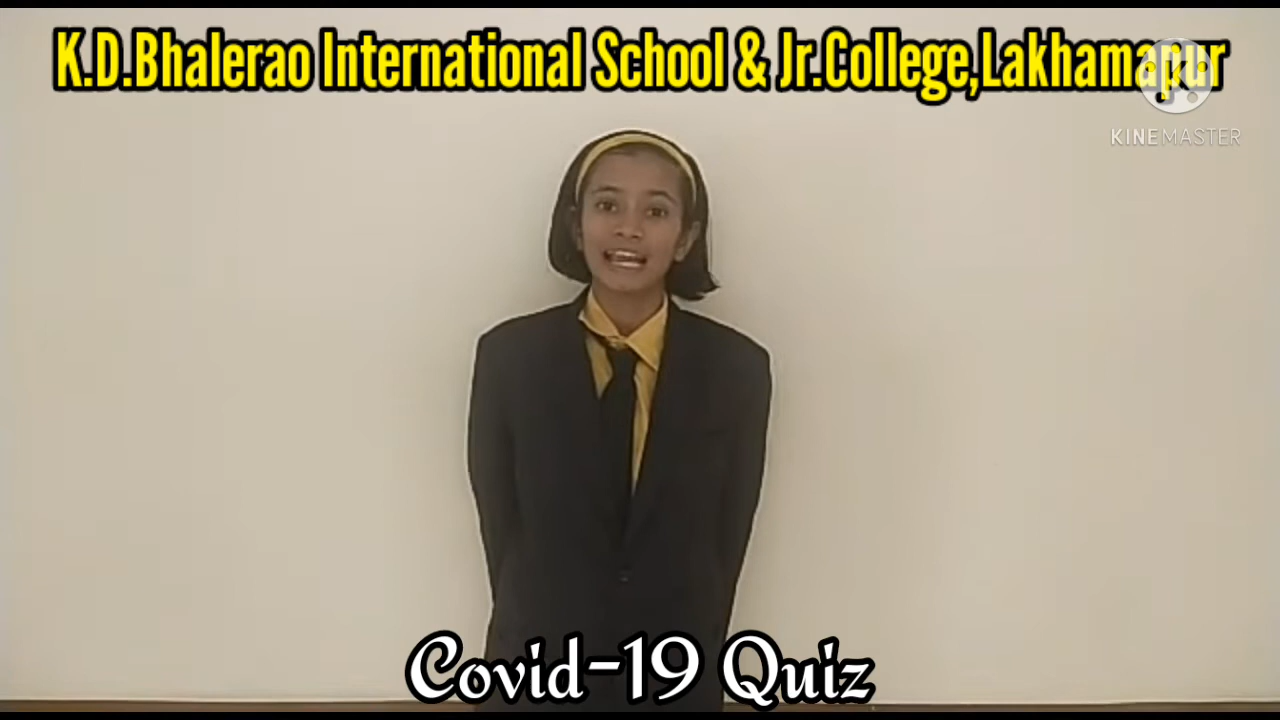 K.D.Bhalerao International School & Jr.College,Lakhamapur
KINEMASTER
Covid-19 Quiz